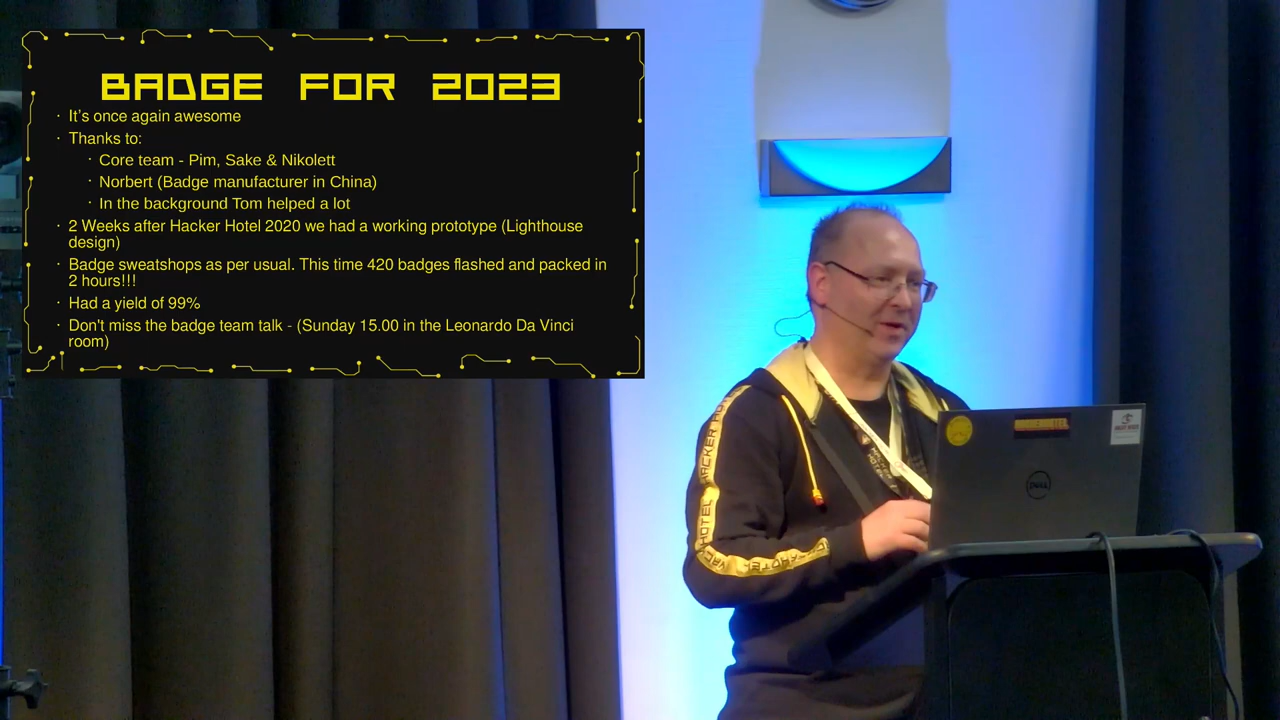 BADGE FOR 2023
· It's once again awesome
· Thanks to:
· Core team - Pim, Sake & Nikolett
· Norbert (Badge manufacturer in China)
· In the background Tom helped a lot
· 2 Weeks after Hacker Hotel 2020 we had a working prototype (Lighthouse
design)
· Badge sweatshops as per usual. This time 420 badges flashed and packed in
2 hours!!!
· Had a yield of 99%
· Don't miss the badge team talk - (Sunday 15.00 in the Leonardo Da Vinci
room)
HACKER HOTEL
HACKERHOTEL
DELL